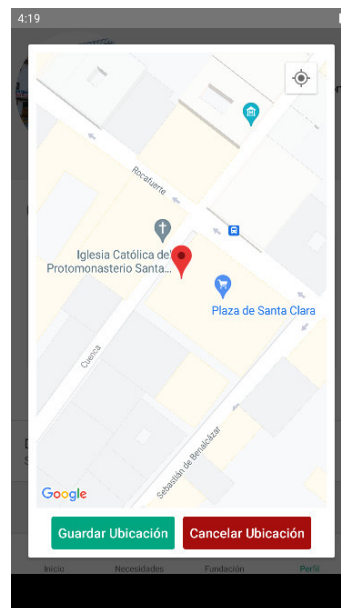 4:19
Rocafuerte
Iglesia Católica del
Protomonasterio Santa...
Plaza de Santa Clara
Cuenca
Sebastián de Benalcázar
Google
Guardar Ubicación
Cancelar Ubicación
Inicio
Necesidades
Fundación
Perfil